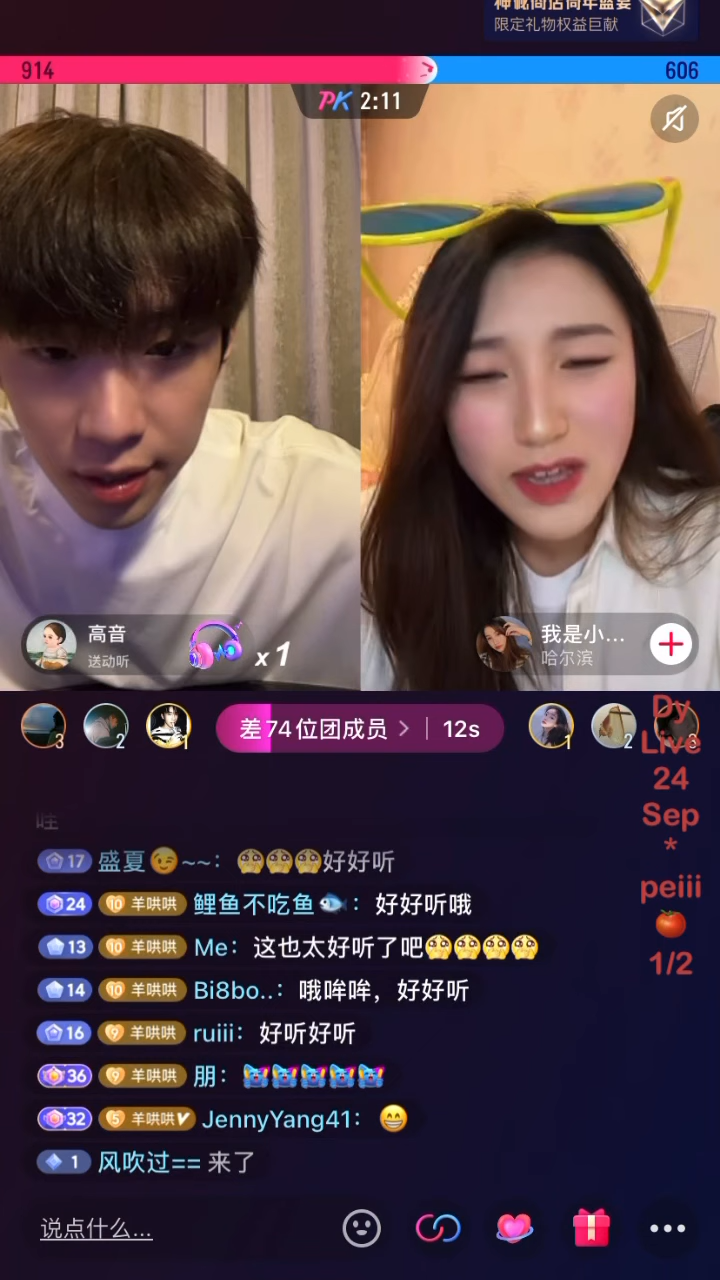 神秘商店周年盛宴
限定礼物权益巨献
914
606
PK 2:11
高音
送动听
x1
我是小...
哈尔滨
3
2
1
差74位团成员 > | 12s
1
2
3
Dy
Live
24
Sep
*
peiii
🍅
1/2
哇
17 盛夏😉~~：🥺🥺🥺好好听
24 10 羊哄哄 鲤鱼不吃鱼🐟：好好听哦
13 10 羊哄哄 Me：这也太好听了吧🥺🥺🥺🥺
14 10 羊哄哄 Bi8bo..：哦哞哞，好好听
16 9 羊哄哄 ruiii：好听好听
36 9 羊哄哄 朋：
32 5 羊哄哄 JennyYang41：😁
1 风吹过== 来了
说点什么...